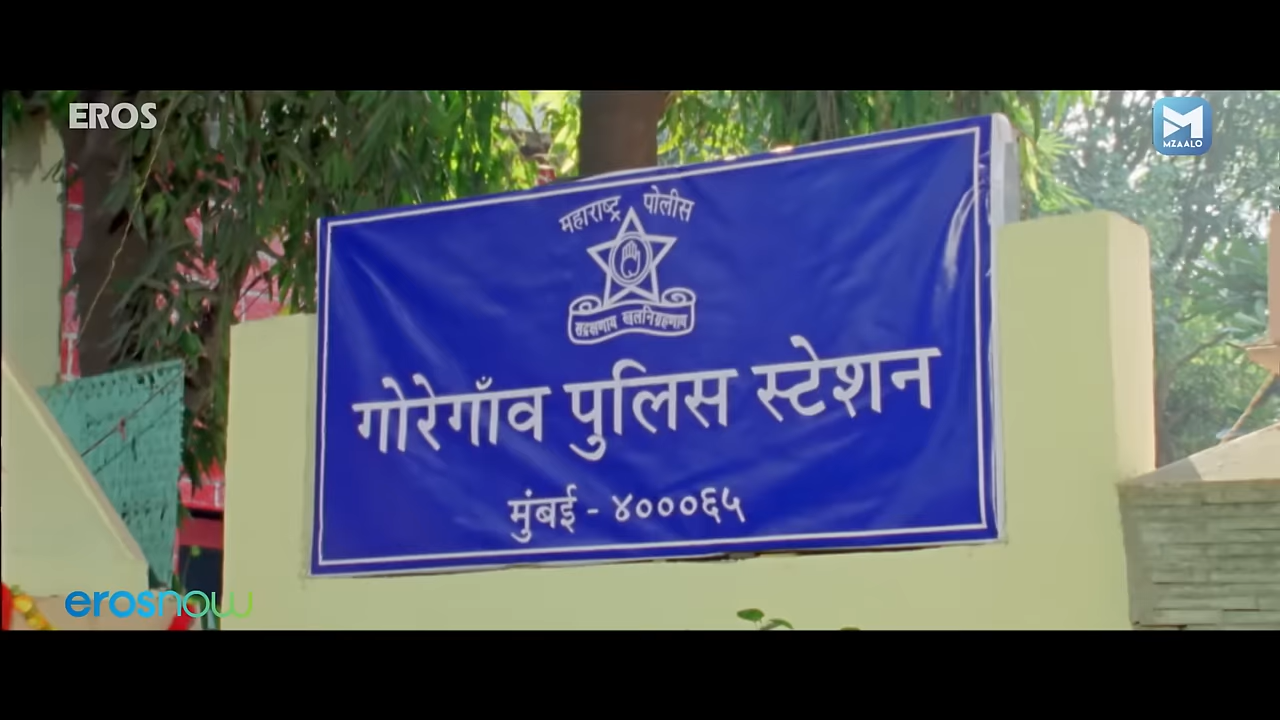 EROS
MZAALO
महाराष्ट्र पोलीस
सद्रक्षणाय खलनिग्रहणाय
गोरेगाँव पुलिस स्टेशन
मुंबई - ४०००६५
erosnow